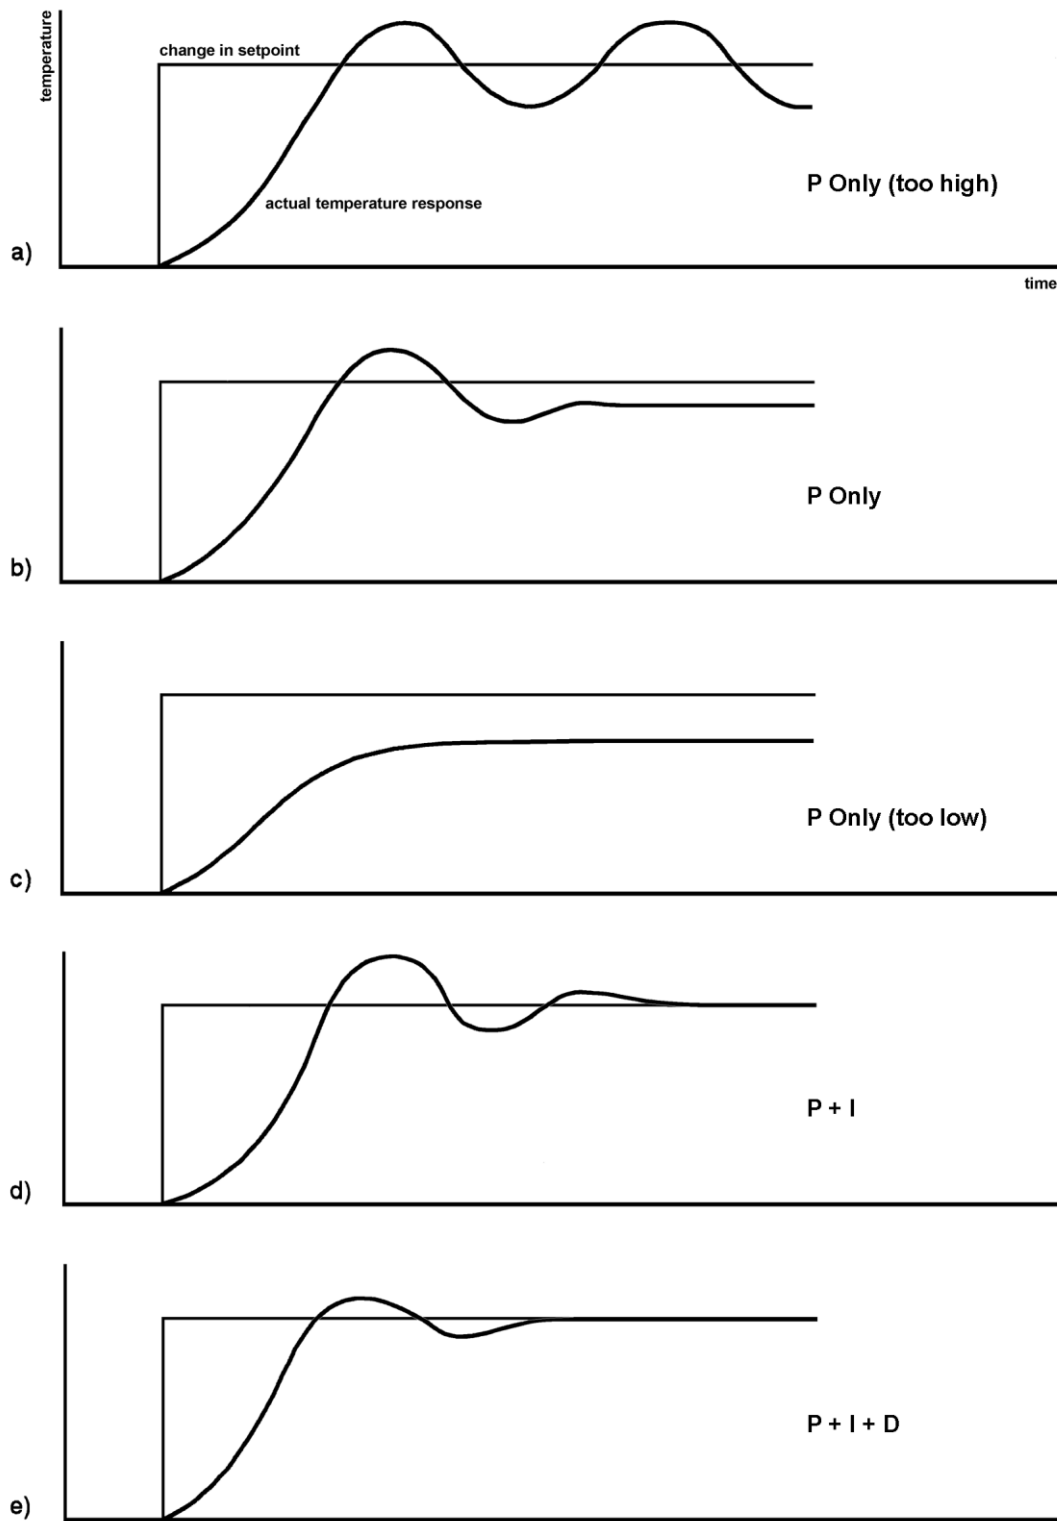 temperature
change in setpoint
actual temperature response
P Only (too high)
a)
time
P Only
b)
P Only (too low)
c)
P + I
d)
P + I + D
e)